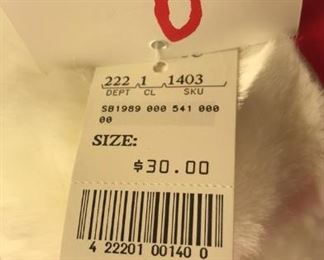 222 1 1403
DEPT CL SKU
SB1989 000 541 000
00
SIZE:
$30.00
4 22201 00140 0